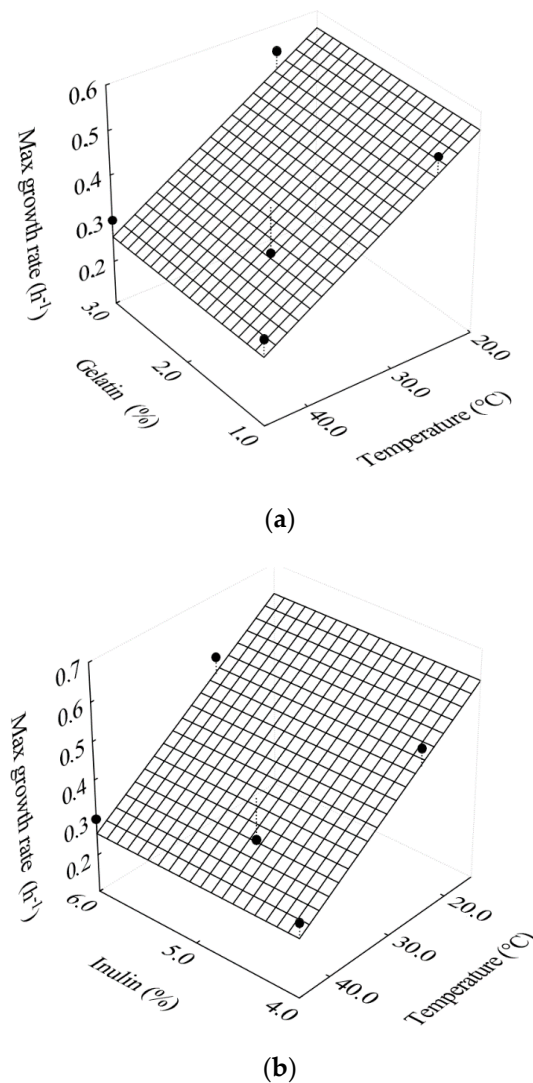 0.6
0.5
0.4
0.3
0.2
Max growth rate (h-1)
3.0
2.0
1.0
Gelatin (%)
20.0
30.0
40.0
Temperature (°C)
(a)
0.7
0.6
0.5
0.4
0.3
0.2
Max growth rate (h-1)
6.0
5.0
4.0
Inulin (%)
20.0
30.0
40.0
Temperature (°C)
(b)